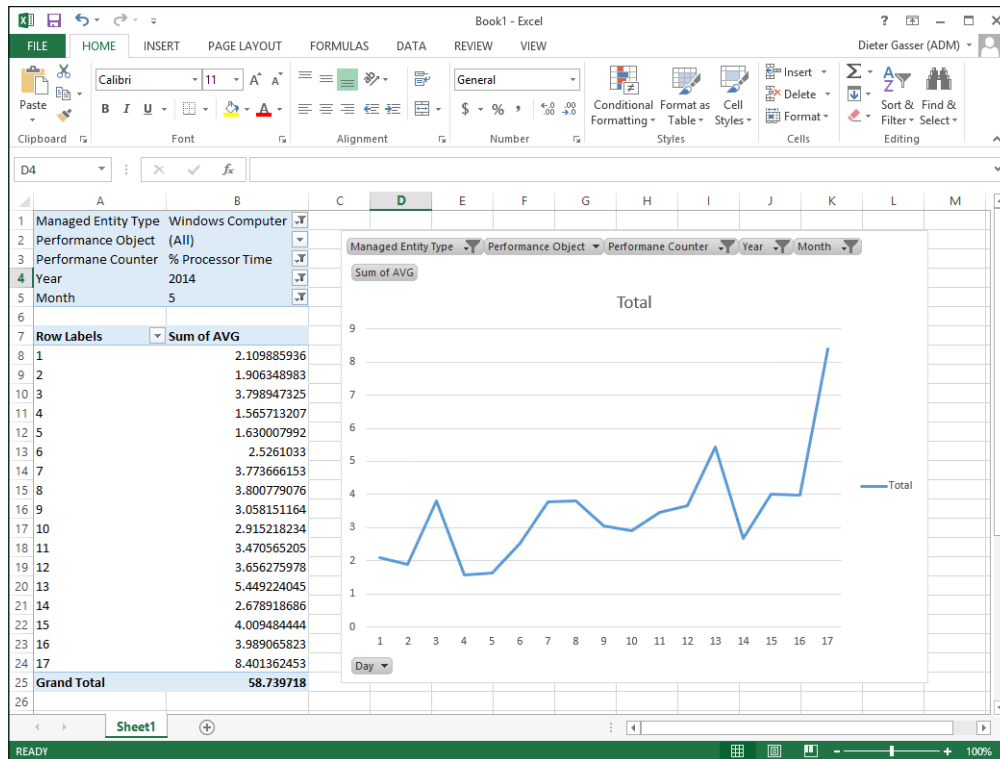 Book1 - Excel
?
FILE HOME INSERT PAGE LAYOUT FORMULAS DATA REVIEW VIEW Dieter Gasser (ADM)
Paste
Calibri 11 A A General
B I U A $ % , .0 .00 .00 .0
Conditional Formatting
Format as Table
Cell Styles
Insert
Delete
Format
Σ
A Z
Sort & Filter
Find & Select
Clipboard Font Alignment Number Styles Cells Editing
D4 fx
A B C D E F G H I J K L M
1 Managed Entity Type Windows Computer
2 Performance Object (All)
3 Performane Counter % Processor Time
4 Year 2014
5 Month 5
6
7 Row Labels Sum of AVG
8 1 2.109885936
9 2 1.906348983
10 3 3.798947325
11 4 1.565713207
12 5 1.630007992
13 6 2.5261033
14 7 3.773666153
15 8 3.800779076
16 9 3.058151164
17 10 2.915218234
18 11 3.470565205
19 12 3.656275978
20 13 5.449224045
21 14 2.678918686
22 15 4.009484444
23 16 3.989065823
24 17 8.401362453
25 Grand Total 58.739718
26
Managed Entity Type Performance Object Performane Counter Year Month
Sum of AVG
Total
9
8
7
6
5
4
3
2
1
0
1 2 3 4 5 6 7 8 9 10 11 12 13 14 15 16 17
Total
Day
Sheet1
READY 100%